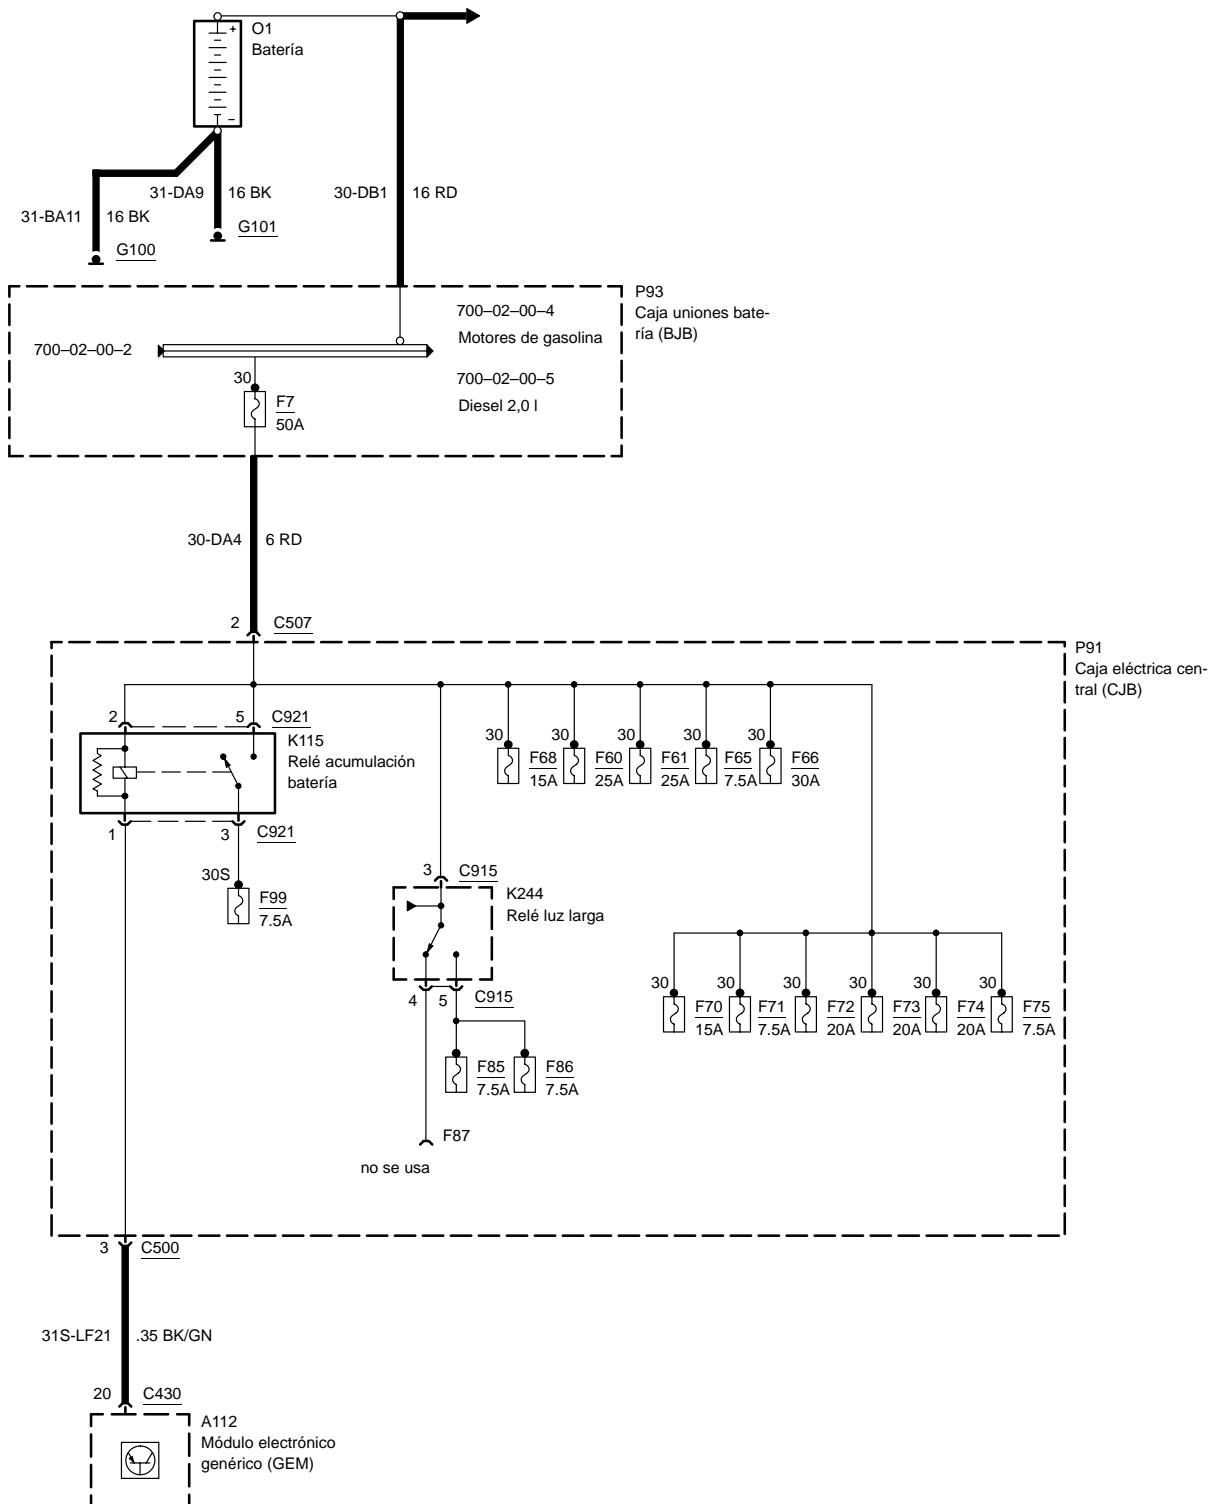 +
O1
Batería
–
31-DA9
16 BK
30-DB1
16 RD
31-BA11
16 BK
G101
G100
P93
Caja uniones bate-
ría (BJB)
700–02–00–4
Motores de gasolina
700–02–00–2
700–02–00–5
Diesel 2,0 l
30
F7
50A
30-DA4
6 RD
2
C507
P91
Caja eléctrica cen-
tral (CJB)
2
5
C921
K115
Relé acumulación
batería
30
F68
15A
30
F60
25A
30
F61
25A
30
F65
7.5A
30
F66
30A
1
3
C921
30S
F99
7.5A
3
C915
K244
Relé luz larga
4
5
C915
30
F70
15A
30
F71
7.5A
30
F72
20A
30
F73
20A
30
F74
20A
30
F75
7.5A
F85
7.5A
F86
7.5A
F87
no se usa
3
C500
31S-LF21
.35 BK/GN
20
C430
A112
Módulo electrónico
genérico (GEM)